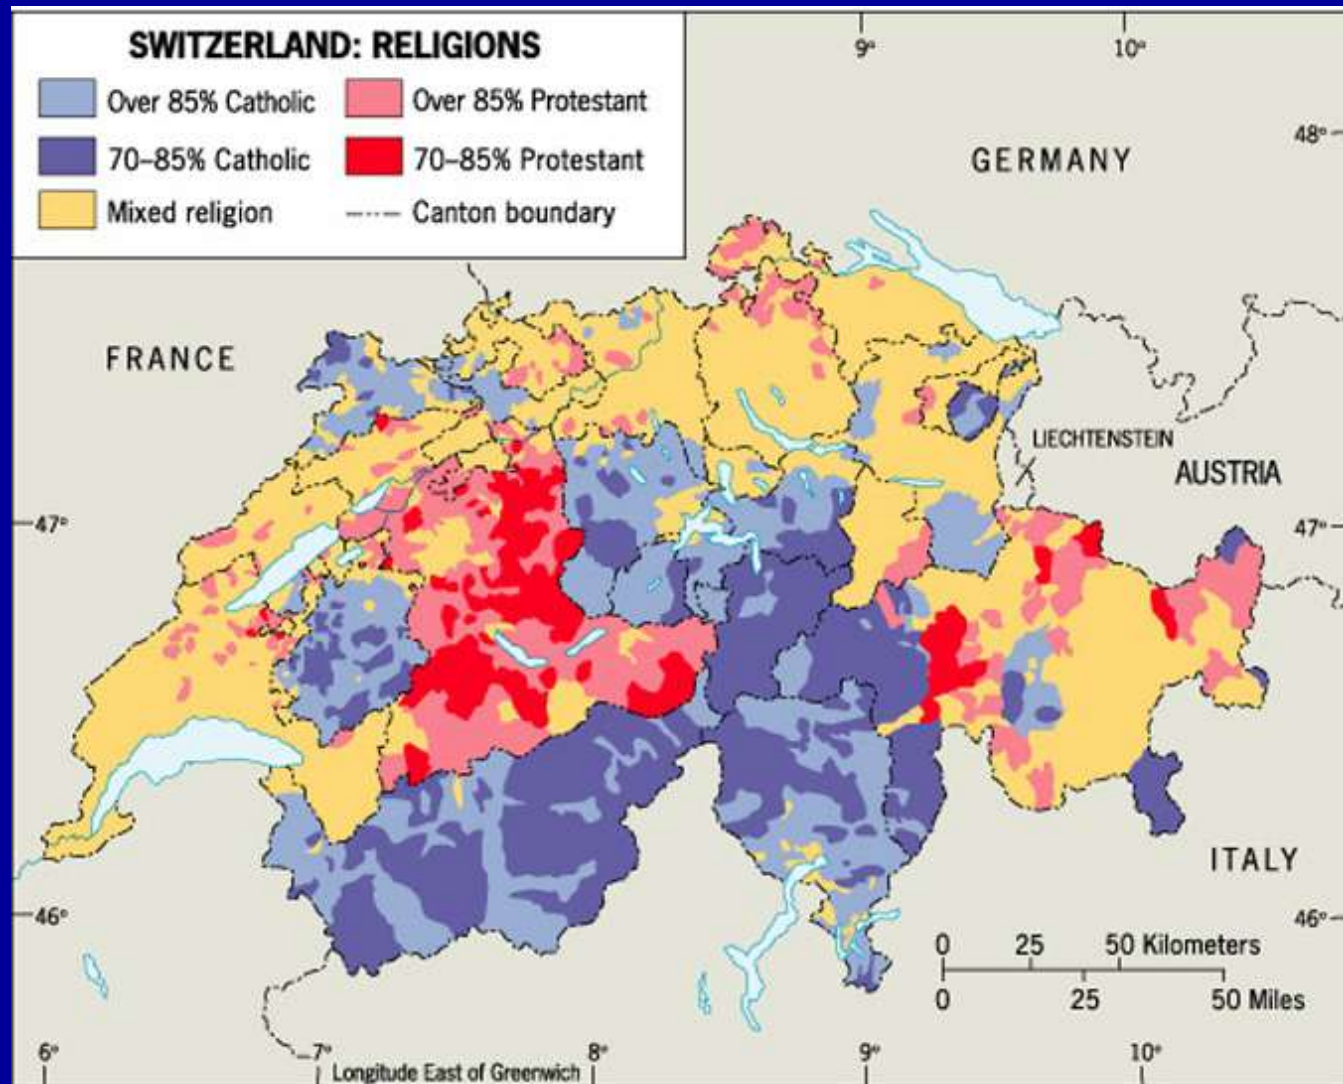 SWITZERLAND: RELIGIONS
Over 85% Catholic
Over 85% Protestant
70–85% Catholic
70–85% Protestant
Mixed religion
Canton boundary
9°
10°
48°
GERMANY
FRANCE
LIECHTENSTEIN
AUSTRIA
47°
47°
ITALY
46°
46°
0 25 50 Kilometers
0 25 50 Miles
6°
7°
8°
9°
10°
Longitude East of Greenwich